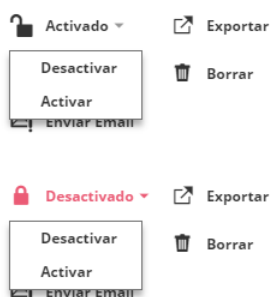 Activado
Exportar
Desactivar
Borrar
Activar
Enviar Email
Desactivado
Exportar
Desactivar
Borrar
Activar
Enviar Email